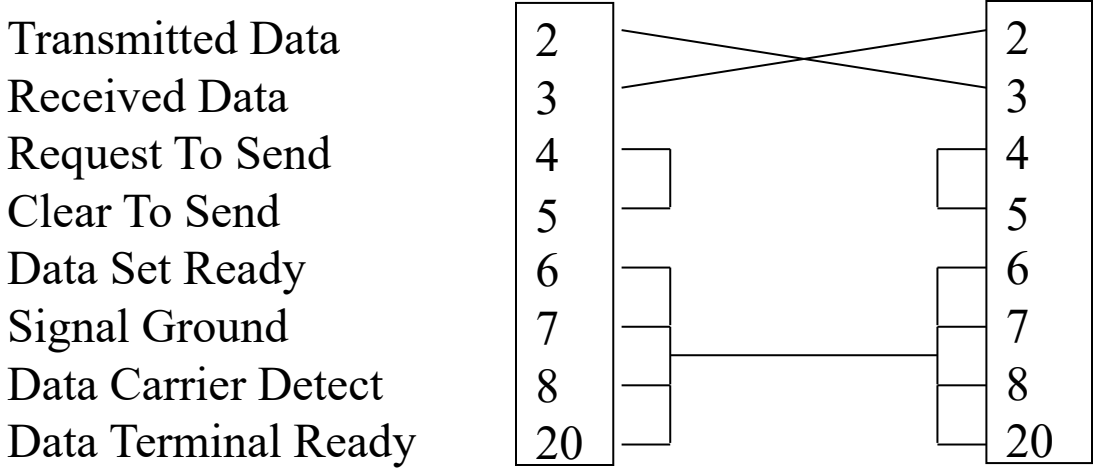 Transmitted Data 2 2
Received Data 3 3
Request To Send 4 4
Clear To Send 5 5
Data Set Ready 6 6
Signal Ground 7 7
Data Carrier Detect 8 8
Data Terminal Ready 20 20